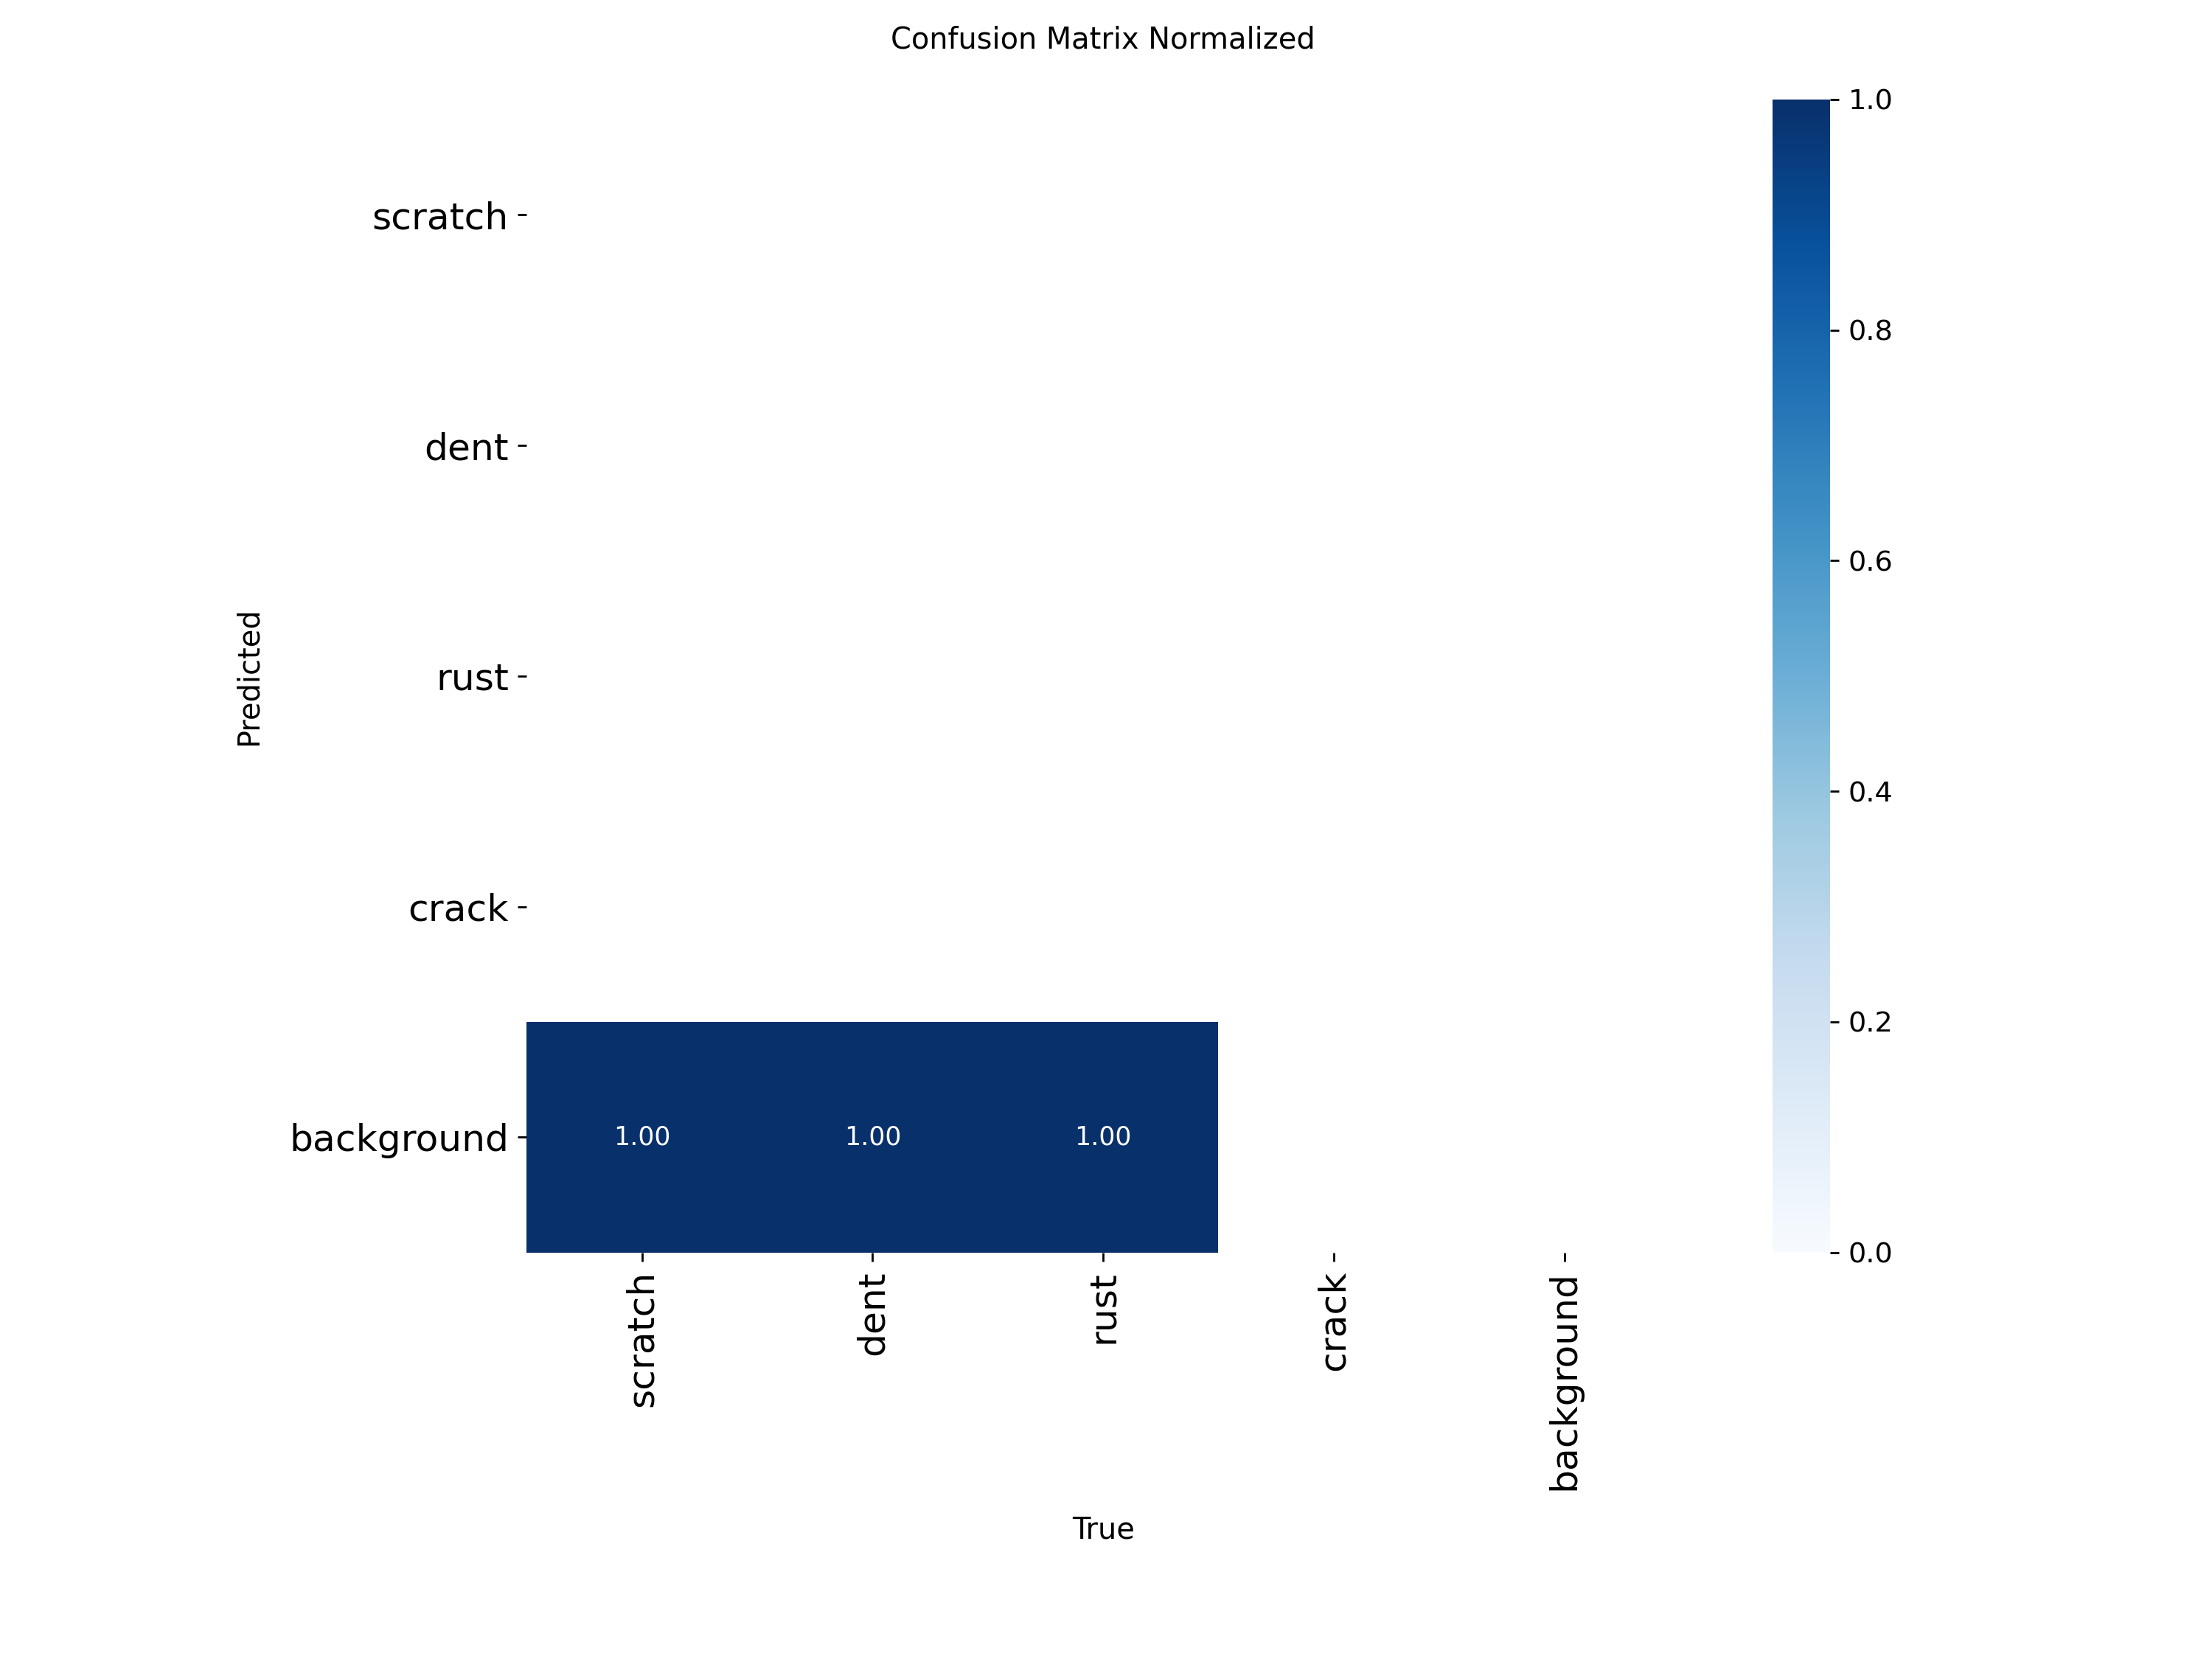 Confusion Matrix Normalized
Predicted
scratch
dent
rust
crack
background
1.00 1.00 1.00
scratch
dent
rust
crack
background
True
1.0
0.8
0.6
0.4
0.2
0.0